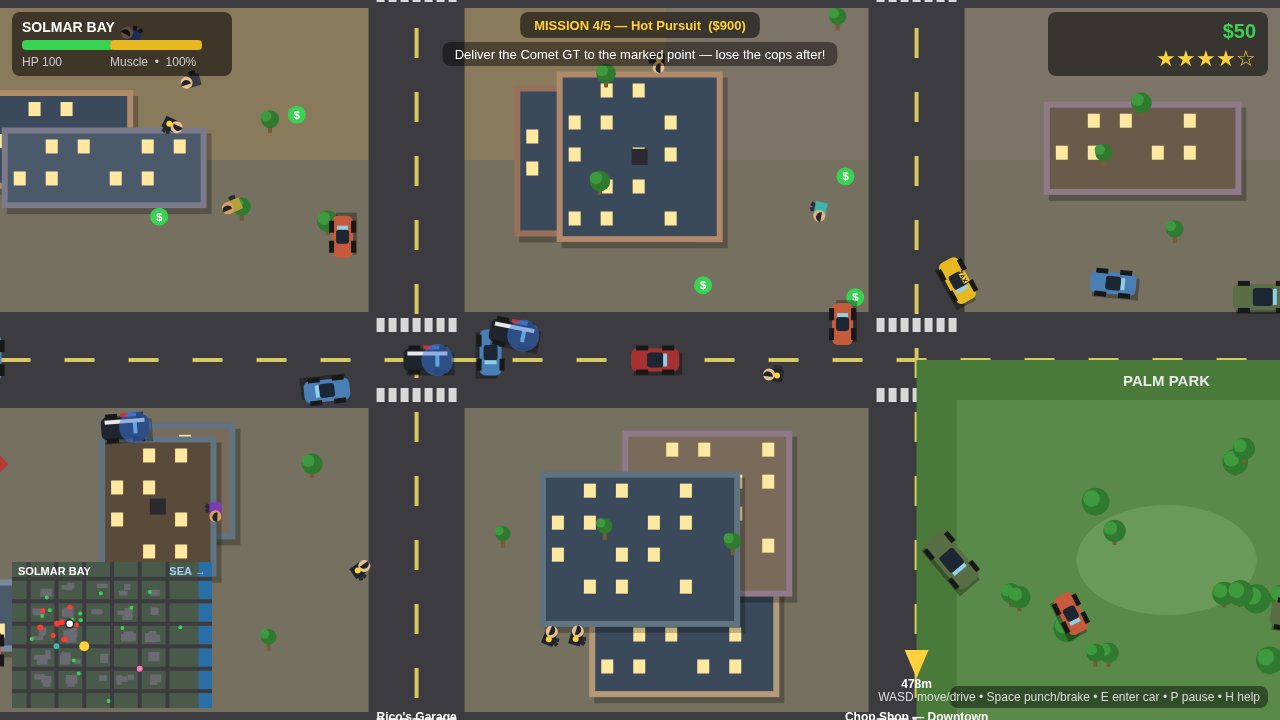 SOLMAR BAY
HP 100
Muscle • 100%
MISSION 4/5 — Hot Pursuit ($900)
Deliver the Comet GT to the marked point — lose the cops after!
$50
★★★★☆
$
$
$
$
$
$
PALM PARK
SOLMAR BAY
SEA →
478m
WASD move/drive • Space punch/brake • E enter car • P pause • H help
Rico's Garage
Chop Shop — Downtown